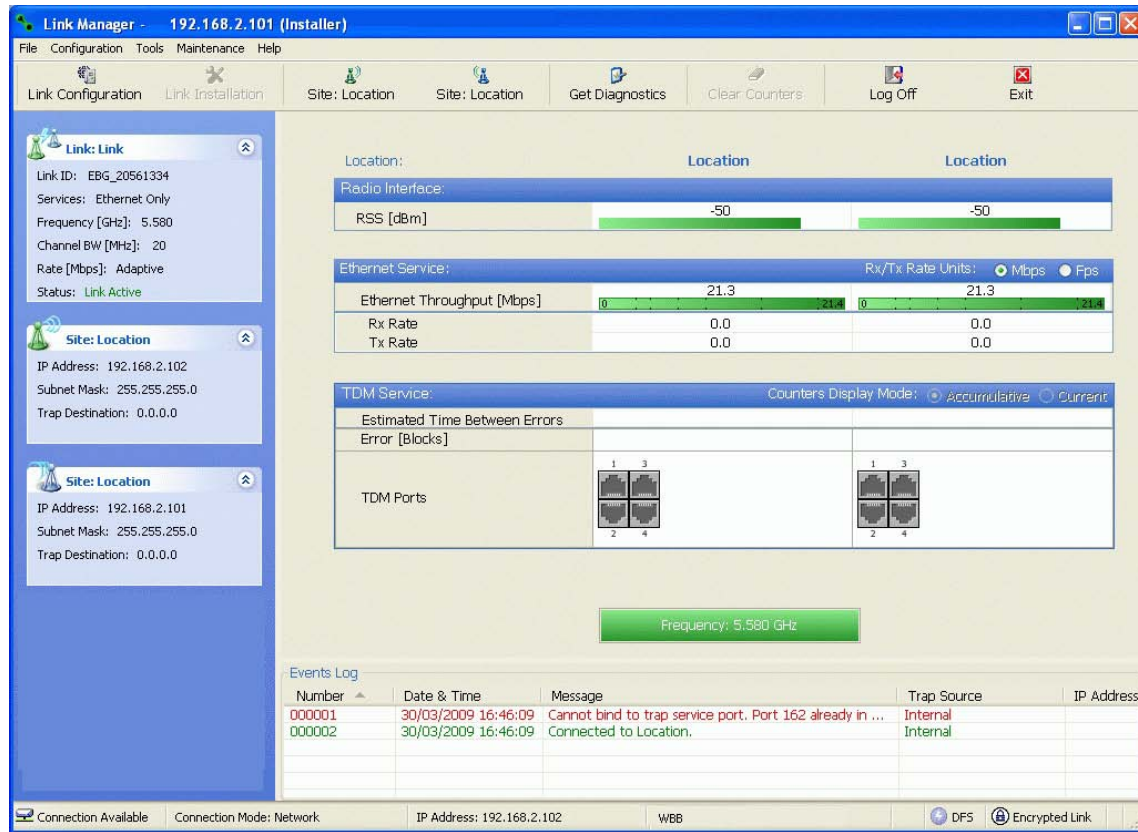 Link Manager -    192.168.2.101 (Installer)
File Configuration Tools Maintenance Help
Link Configuration Link Installation Site: Location Site: Location Get Diagnostics Clear Counters Log Off Exit
Link: Link
Link ID: EBG_20561334
Services: Ethernet Only
Frequency [GHz]: 5.580
Channel BW [MHz]: 20
Rate [Mbps]: Adaptive
Status: Link Active
Site: Location
IP Address: 192.168.2.102
Subnet Mask: 255.255.255.0
Trap Destination: 0.0.0.0
Site: Location
IP Address: 192.168.2.101
Subnet Mask: 255.255.255.0
Trap Destination: 0.0.0.0
Location: Location Location
Radio Interface:
RSS [dBm] -50 -50
Ethernet Service: Rx/Tx Rate Units: Mbps Fps
Ethernet Throughput [Mbps] 21.3 21.3
0 21.4 0 21.4
Rx Rate 0.0 0.0
Tx Rate 0.0 0.0
TDM Service: Counters Display Mode: Accumulative Current
Estimated Time Between Errors
Error [Blocks]
1 3 1 3
TDM Ports
2 4 2 4
Frequency: 5.580 GHz
Events Log
Number Date & Time Message Trap Source IP Address
000001 30/03/2009 16:46:09 Cannot bind to trap service port. Port 162 already in ... Internal
000002 30/03/2009 16:46:09 Connected to Location. Internal
Connection Available Connection Mode: Network IP Address: 192.168.2.102 WBB DFS Encrypted Link